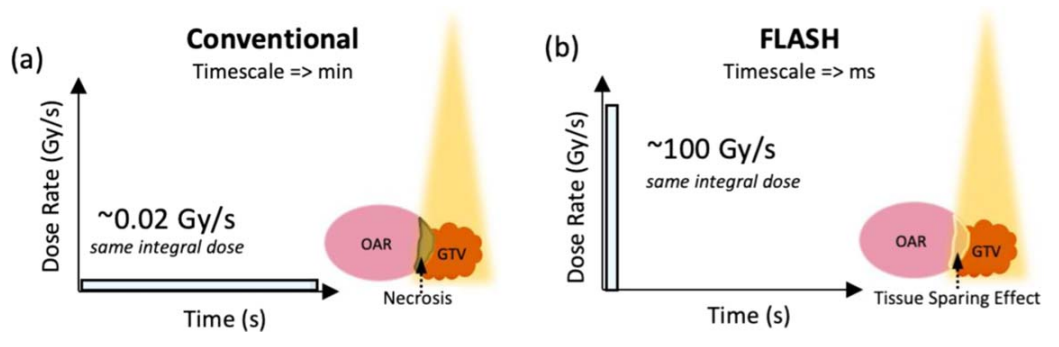 (a)
Conventional
Timescale => min
Dose Rate (Gy/s)
~0.02 Gy/s
same integral dose
OAR
GTV
Necrosis
Time (s)
(b)
FLASH
Timescale => ms
Dose Rate (Gy/s)
~100 Gy/s
same integral dose
OAR
GTV
Tissue Sparing Effect
Time (s)